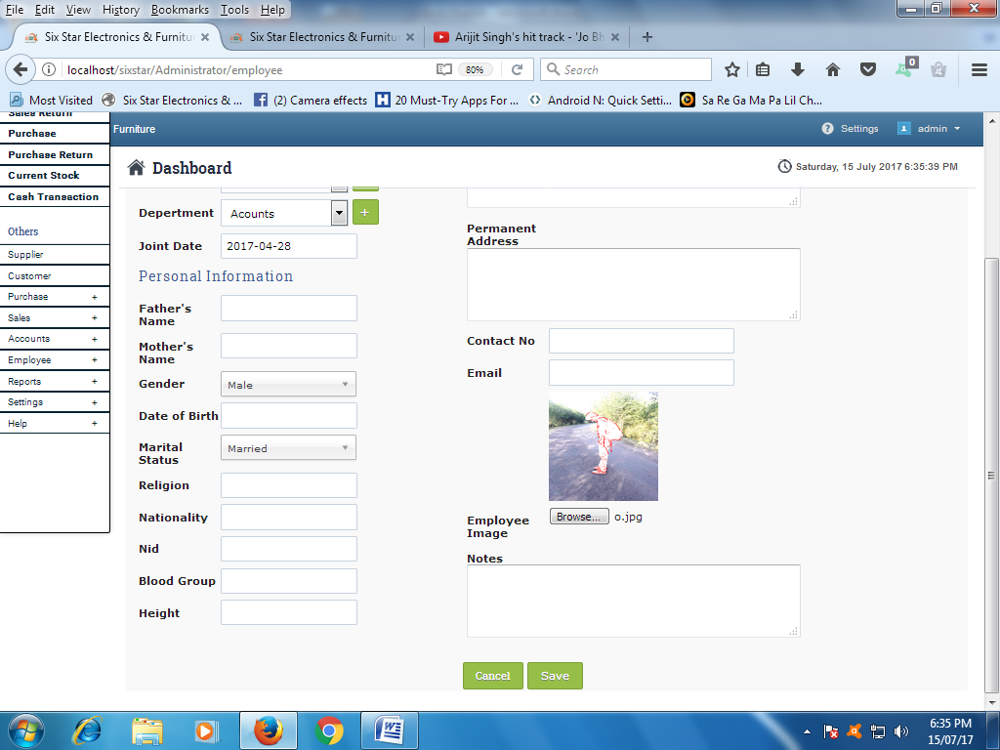 File Edit View History Bookmarks Tools Help
Six Star Electronics & Furnitu
Six Star Electronics & Furnitu
Arijit Singh's hit track - 'Jo Bh
localhost/sixstar/Administrator/employee
80%
Search
0
Most Visited
Six Star Electronics & ...
(2) Camera effects
20 Must-Try Apps For ...
Android N: Quick Setti...
Sa Re Ga Ma Pa Lil Ch...
Sales Return
Purchase
Purchase Return
Current Stock
Cash Transaction
Others
Supplier
Customer
Purchase +
Sales +
Accounts +
Employee +
Reports +
Settings +
Help +
Furniture
Settings
admin
Dashboard
Saturday, 15 July 2017 6:35:39 PM
Department
Acounts
+
Joint Date
2017-04-28
Personal Information
Father's
Name
Mother's
Name
Gender
Male
Date of Birth
Marital
Status
Married
Religion
Nationality
Nid
Blood Group
Height
Permanent
Address
Contact No
Email
Employee
Image
Browse... o.jpg
Notes
Cancel
Save
6:35 PM
15/07/17